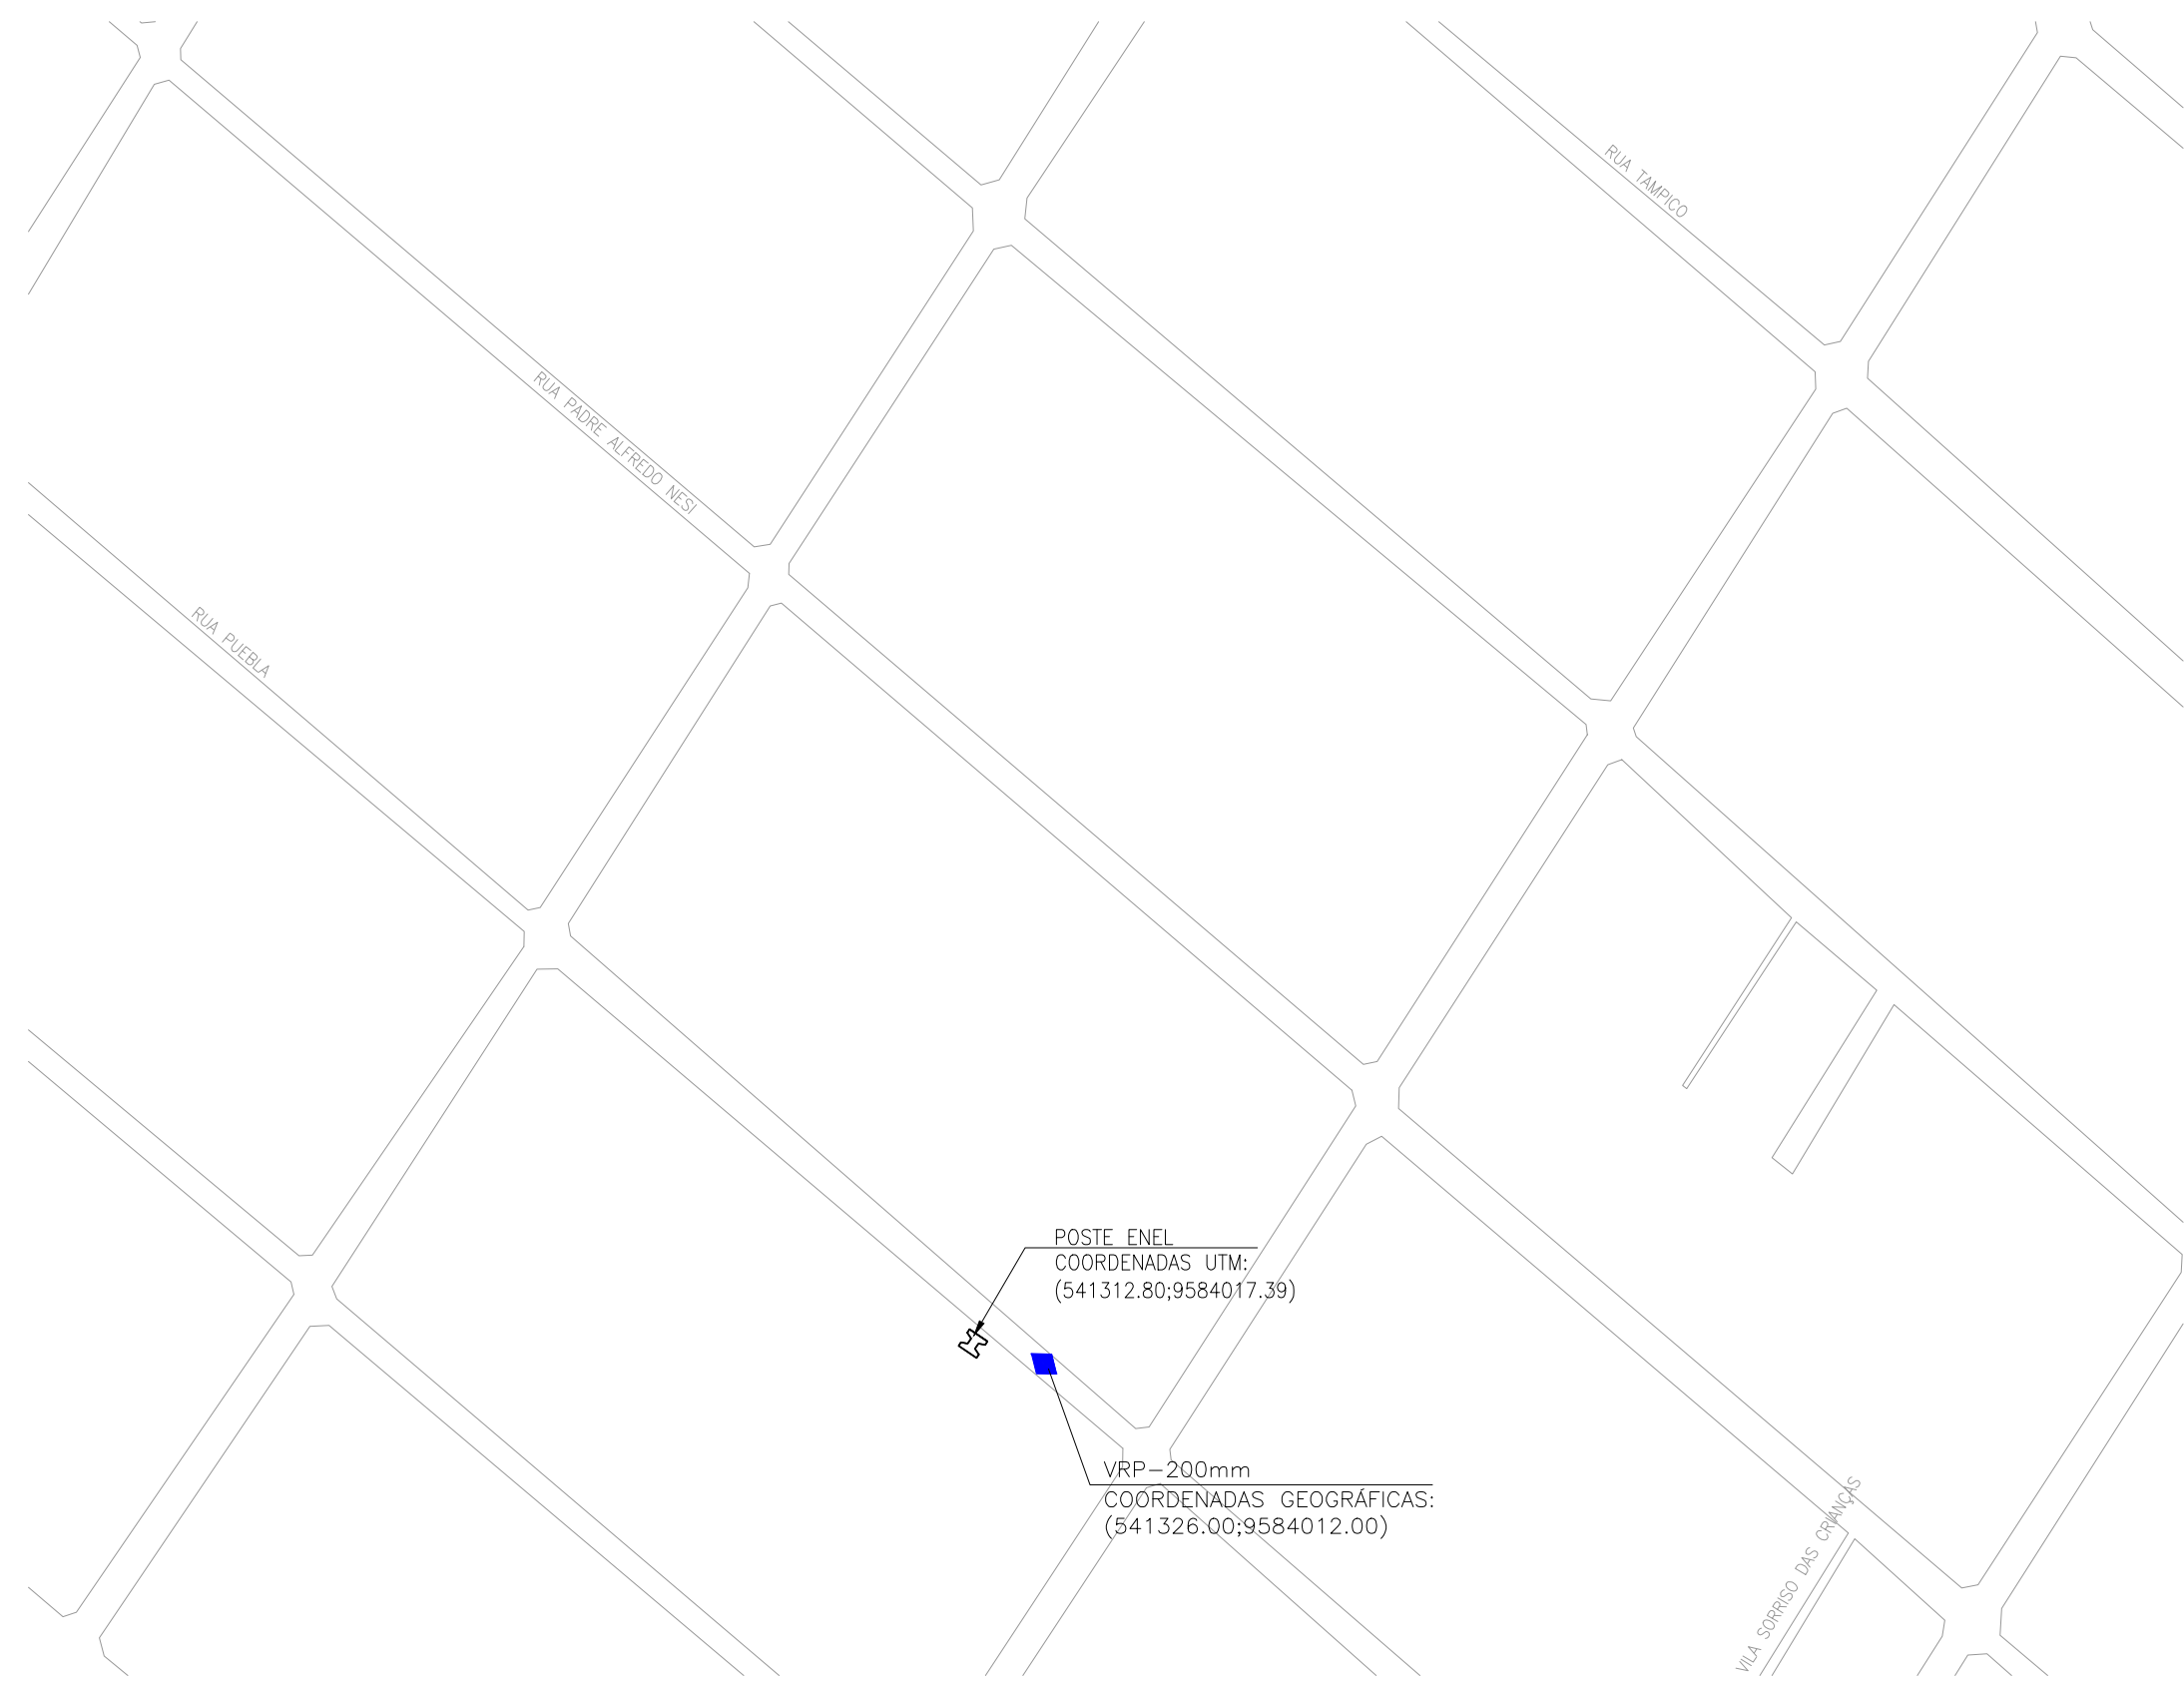 RUA TAMPICO
RUA PADRE ALFREDO NESI
RUA PUEBLA
POSTE ENEL
COORDENADAS UTM:
(541312.80;9584017.39)
VRP-200mm
COORDENADAS GEOGRÁFICAS:
(541326.00;9584012.00)
VILA SORRISO DAS CRIANÇAS